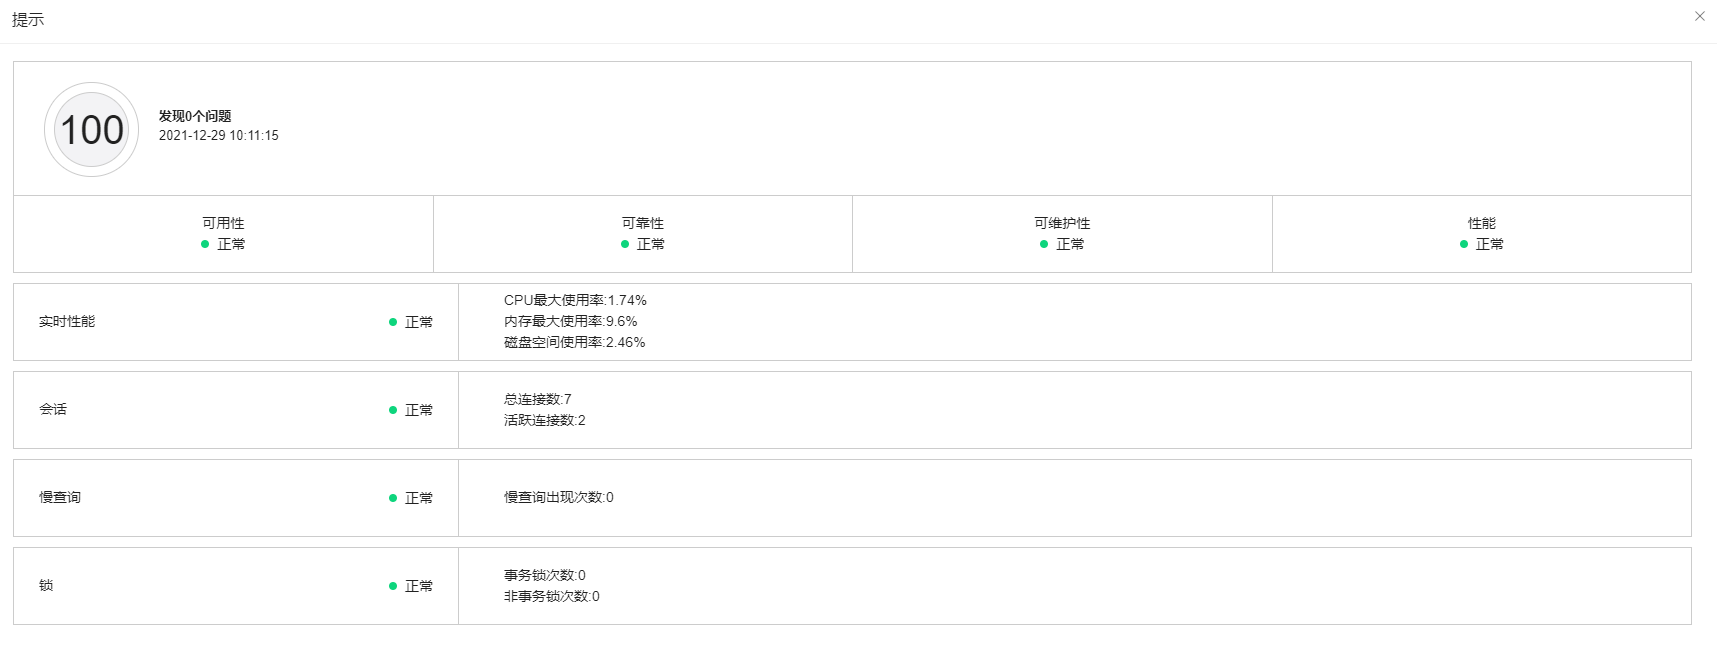 提示
100
发现0个问题
2021-12-29 10:11:15
可用性
正常
可靠性
正常
可维护性
正常
性能
正常
实时性能
正常
CPU最大使用率:1.74%
内存最大使用率:9.6%
磁盘空间使用率:2.46%
会话
正常
总连接数:7
活跃连接数:2
慢查询
正常
慢查询出现次数:0
锁
正常
事务锁次数:0
非事务锁次数:0